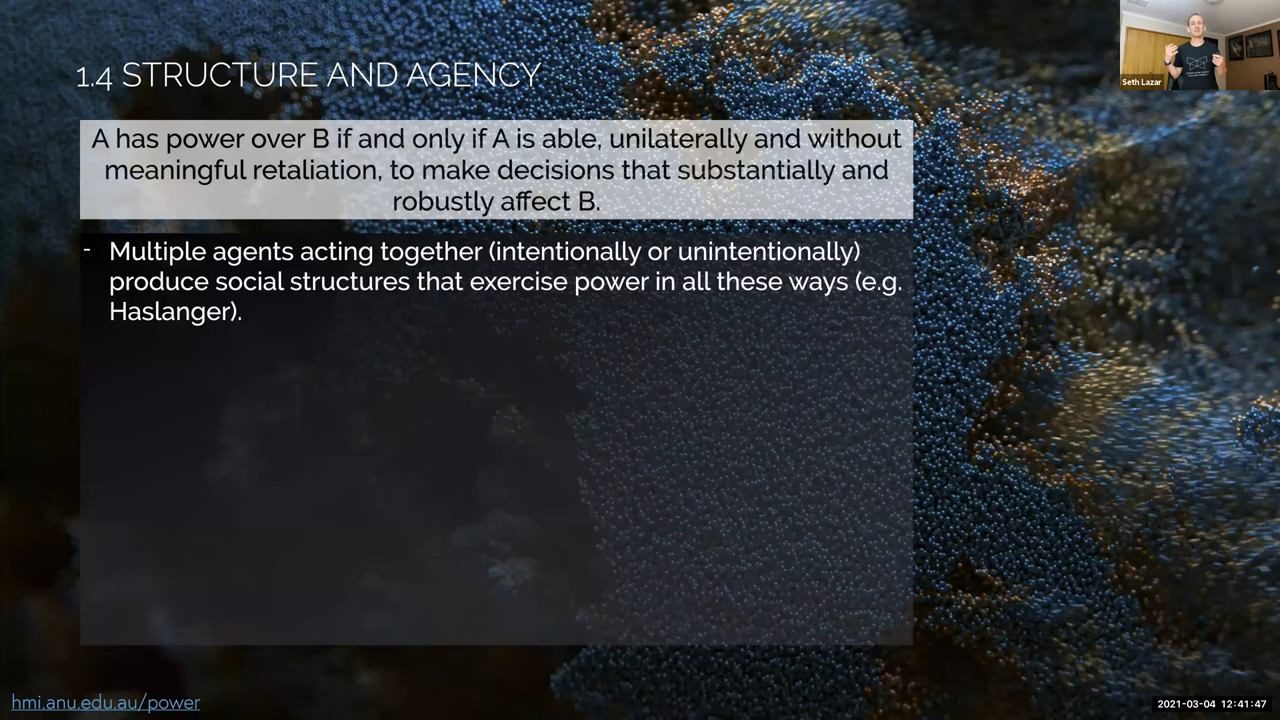 1.4 STRUCTURE AND AGENCY
A has power over B if and only if A is able, unilaterally and without
meaningful retaliation, to make decisions that substantially and
robustly affect B.
- Multiple agents acting together (intentionally or unintentionally)
produce social structures that exercise power in all these ways (e.g.
Haslanger).
Seth Lazar
hmi.anu.edu.au/power
2021-03-04 12:41:47